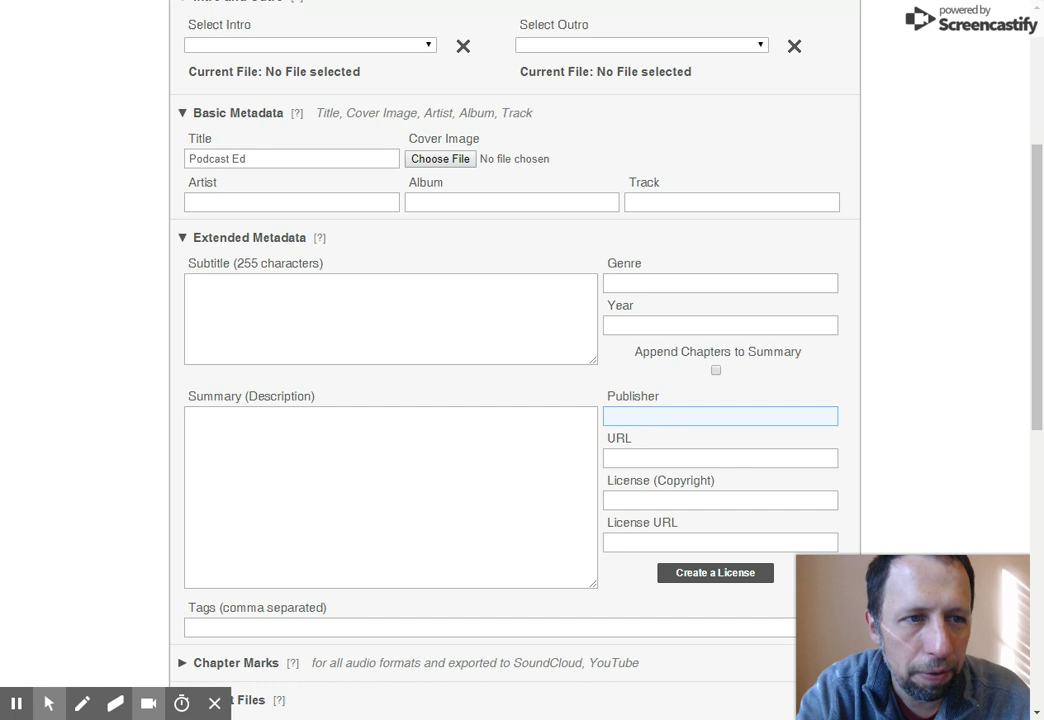 powered by
Screencastify
Select Intro
Select Outro
Current File: No File selected
Current File: No File selected
Basic Metadata [?] Title, Cover Image, Artist, Album, Track
Title
Cover Image
Podcast Ed
Choose File No file chosen
Artist
Album
Track
Extended Metadata [?]
Subtitle (255 characters)
Genre
Year
Append Chapters to Summary
Summary (Description)
Publisher
URL
License (Copyright)
License URL
Create a License
Tags (comma separated)
Chapter Marks [?] for all audio formats and exported to SoundCloud, YouTube
Files [?]